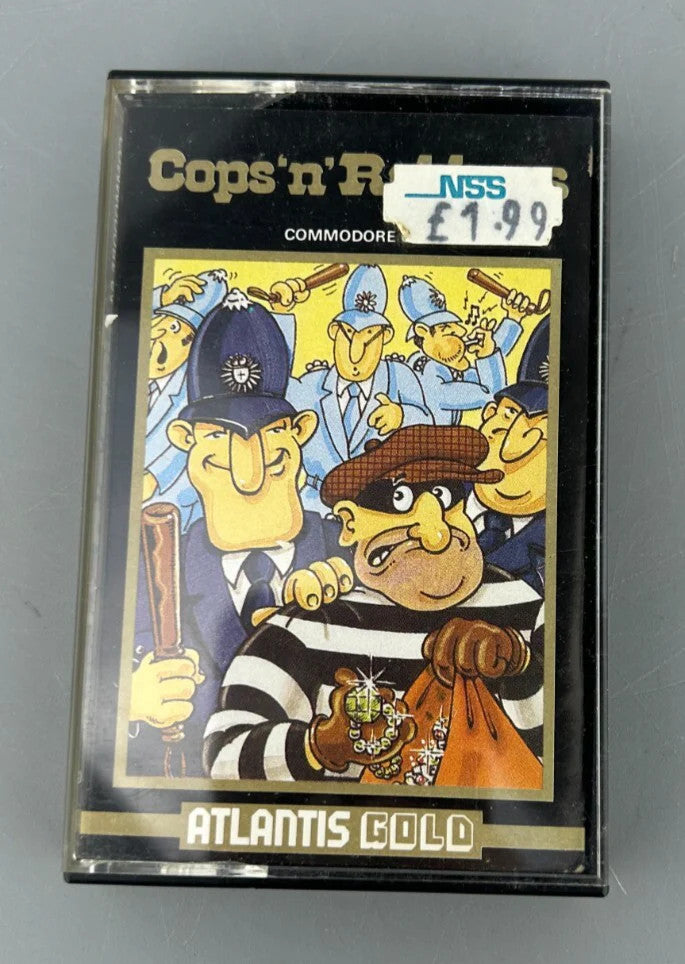 Cops 'n'
NSS
£1.99
COMMODORE
ATLANTIS GOLD